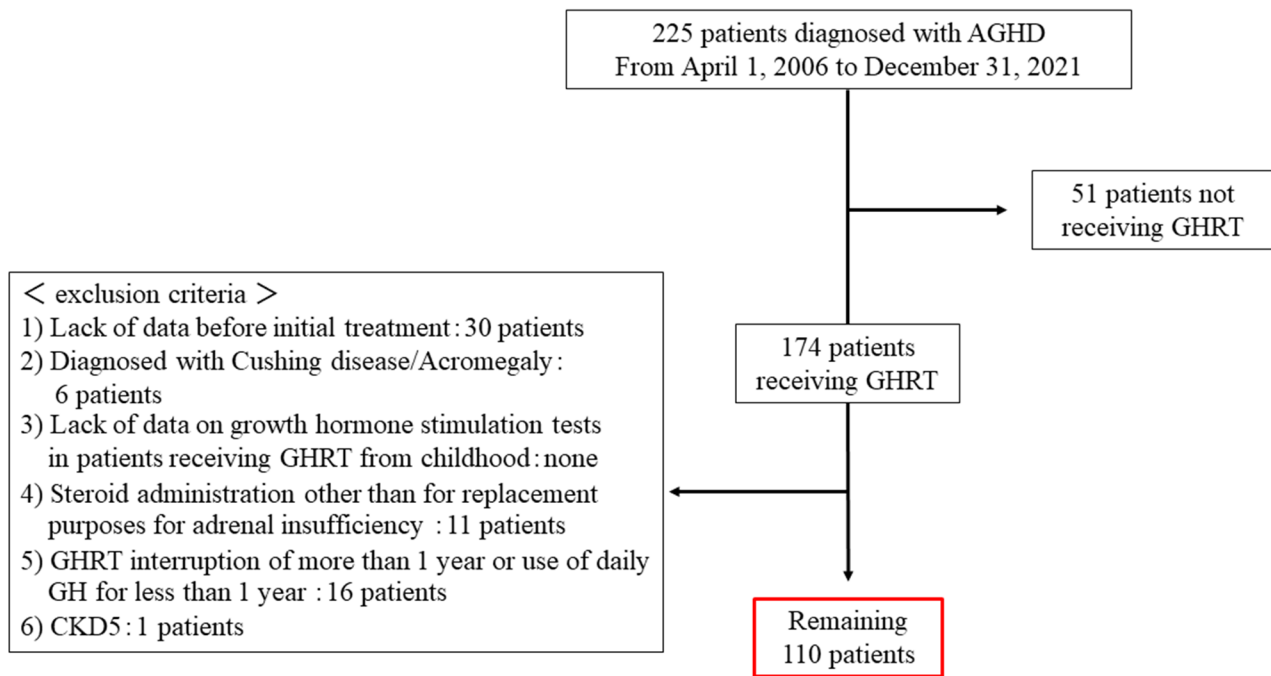 225 patients diagnosed with AGHD
From April 1, 2006 to December 31, 2021
51 patients not
receiving GHRT
174 patients
receiving GHRT
＜ exclusion criteria ＞
1) Lack of data before initial treatment : 30 patients
2) Diagnosed with Cushing disease/Acromegaly :
6 patients
3) Lack of data on growth hormone stimulation tests
in patients receiving GHRT from childhood : none
4) Steroid administration other than for replacement
purposes for adrenal insufficiency : 11 patients
5) GHRT interruption of more than 1 year or use of daily
GH for less than 1 year : 16 patients
6) CKD5 : 1 patients
Remaining
110 patients